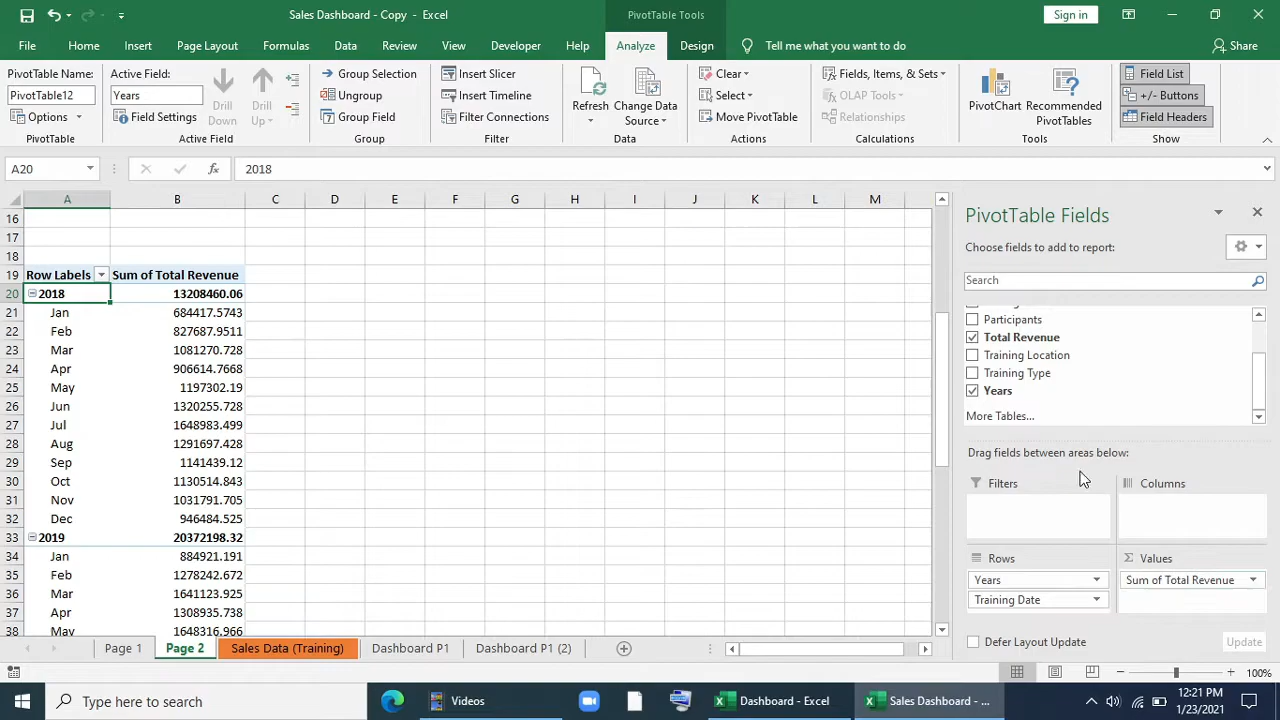 Sales Dashboard - Copy - Excel
PivotTable Tools
Sign in
File Home Insert Page Layout Formulas Data Review View Developer Help Analyze Design Tell me what you want to do Share
PivotTable Name:
PivotTable12
Options
PivotTable
Active Field:
Years
Field Settings
Drill Down
Drill Up
Active Field
Group Selection
Ungroup
Group Field
Group
Insert Slicer
Insert Timeline
Filter Connections
Filter
Refresh
Change Data Source
Data
Clear
Select
Move PivotTable
Actions
Fields, Items, & Sets
OLAP Tools
Relationships
Calculations
PivotChart
Recommended PivotTables
Tools
Field List
+/- Buttons
Field Headers
Show
A20 fx 2018
A B C D E F G H I J K L M
16
17
18
19 Row Labels Sum of Total Revenue
20 2018 13208460.06
21 Jan 684417.5743
22 Feb 827687.9511
23 Mar 1081270.728
24 Apr 906614.7668
25 May 1197302.19
26 Jun 1320255.728
27 Jul 1648983.499
28 Aug 1291697.428
29 Sep 1141439.12
30 Oct 1130514.843
31 Nov 1031791.705
32 Dec 946484.525
33 2019 20372198.32
34 Jan 884921.191
35 Feb 1278242.672
36 Mar 1641123.925
37 Apr 1308935.738
38 May 1648316.966
PivotTable Fields
Choose fields to add to report:
Search
Participants
Total Revenue
Training Location
Training Type
Years
More Tables...
Drag fields between areas below:
Filters
Columns
Rows
Years
Training Date
Values
Sum of Total Revenue
Defer Layout Update
Update
Page 1 Page 2 Sales Data (Training) Dashboard P1 Dashboard P1 (2)
100%
Type here to search
Videos
Dashboard - Excel
Sales Dashboard - ...
12:21 PM
1/23/2021